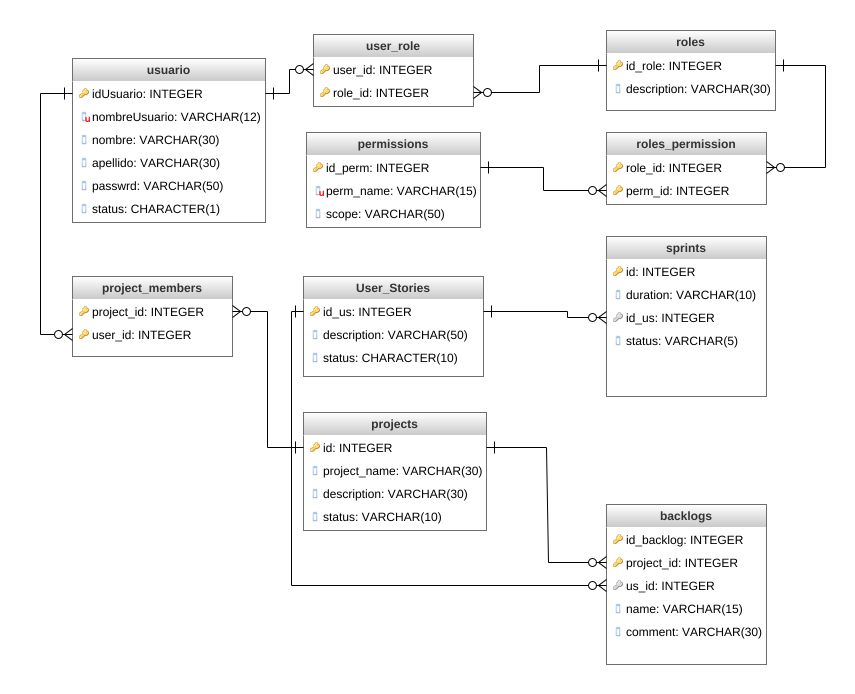 usuario
idUsuario: INTEGER
nombreUsuario: VARCHAR(12)
nombre: VARCHAR(30)
apellido: VARCHAR(30)
passwrd: VARCHAR(50)
status: CHARACTER(1)
user_role
user_id: INTEGER
role_id: INTEGER
roles
id_role: INTEGER
description: VARCHAR(30)
permissions
id_perm: INTEGER
perm_name: VARCHAR(15)
scope: VARCHAR(50)
roles_permission
role_id: INTEGER
perm_id: INTEGER
project_members
project_id: INTEGER
user_id: INTEGER
User_Stories
id_us: INTEGER
description: VARCHAR(50)
status: CHARACTER(10)
sprints
id: INTEGER
duration: VARCHAR(10)
id_us: INTEGER
status: VARCHAR(5)
projects
id: INTEGER
project_name: VARCHAR(30)
description: VARCHAR(30)
status: VARCHAR(10)
backlogs
id_backlog: INTEGER
project_id: INTEGER
us_id: INTEGER
name: VARCHAR(15)
comment: VARCHAR(30)